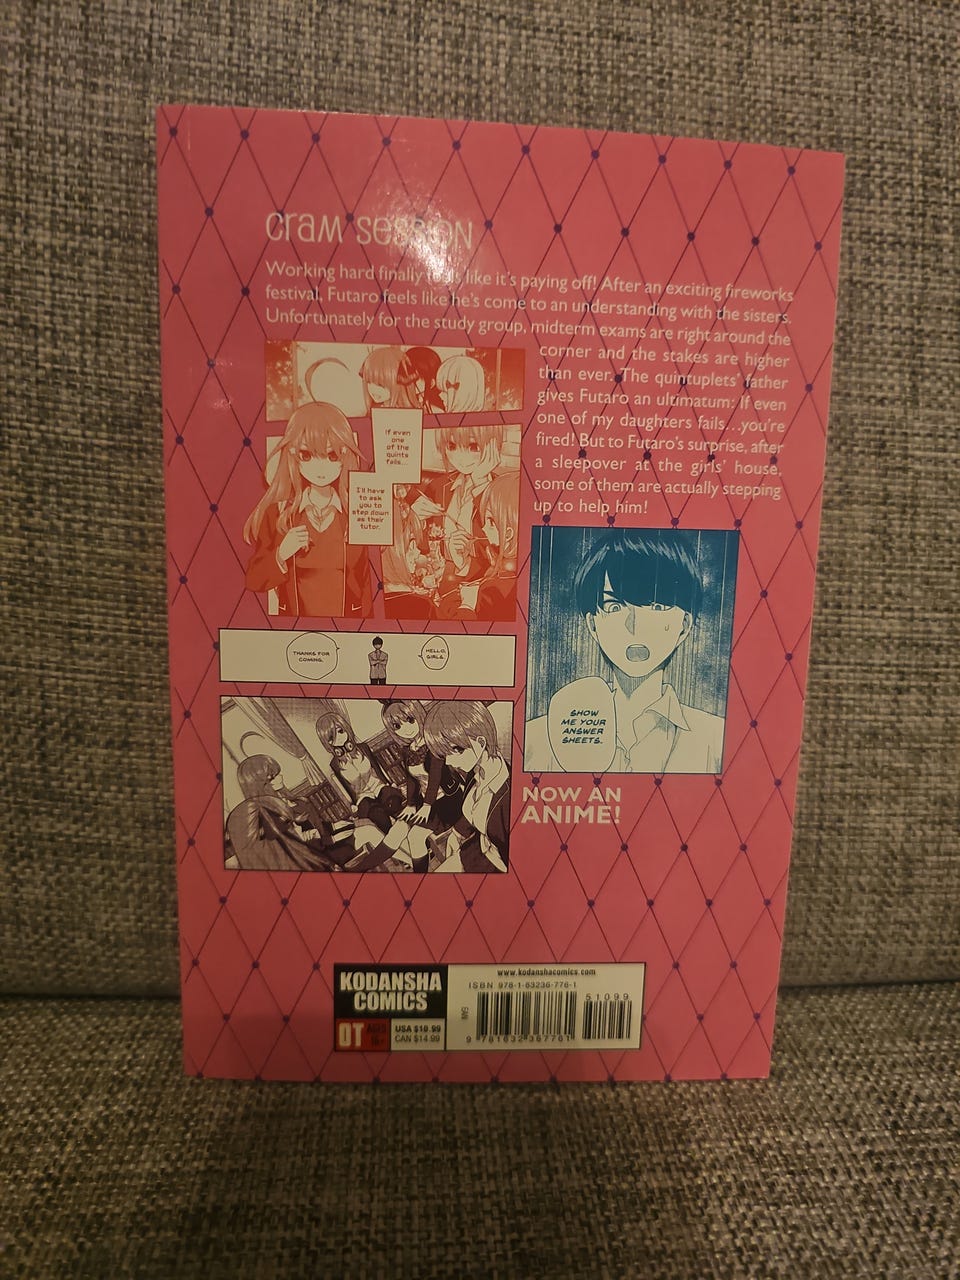 cram session
Working hard finally feels like it's paying off! After an exciting fireworks
festival, Futaro feels like he's come to an understanding with the sisters.
Unfortunately for the study group, midterm exams are right around the
corner and the stakes are higher
than ever. The quintuplets' father
gives Futaro an ultimatum: If even
one of my daughters fails...you're
fired! But to Futaro's surprise, after
a sleepover at the girls' house,
some of them are actually stepping
up to help him!
If even
one
of the
quints
fails...
I'll have
to ask
you to
step down
as their
tutor.
THANKS FOR
COMING.
HELLO,
GIRLS.
SHOW
ME YOUR
ANSWER
SHEETS.
NOW AN
ANIME!
KODANSHA
COMICS
OT AGES
16+
USA $10.99
CAN $14.99
www.kodanshacomics.com
ISBN 978-1-63236-776-1
51099
EAN
9 781632 367761